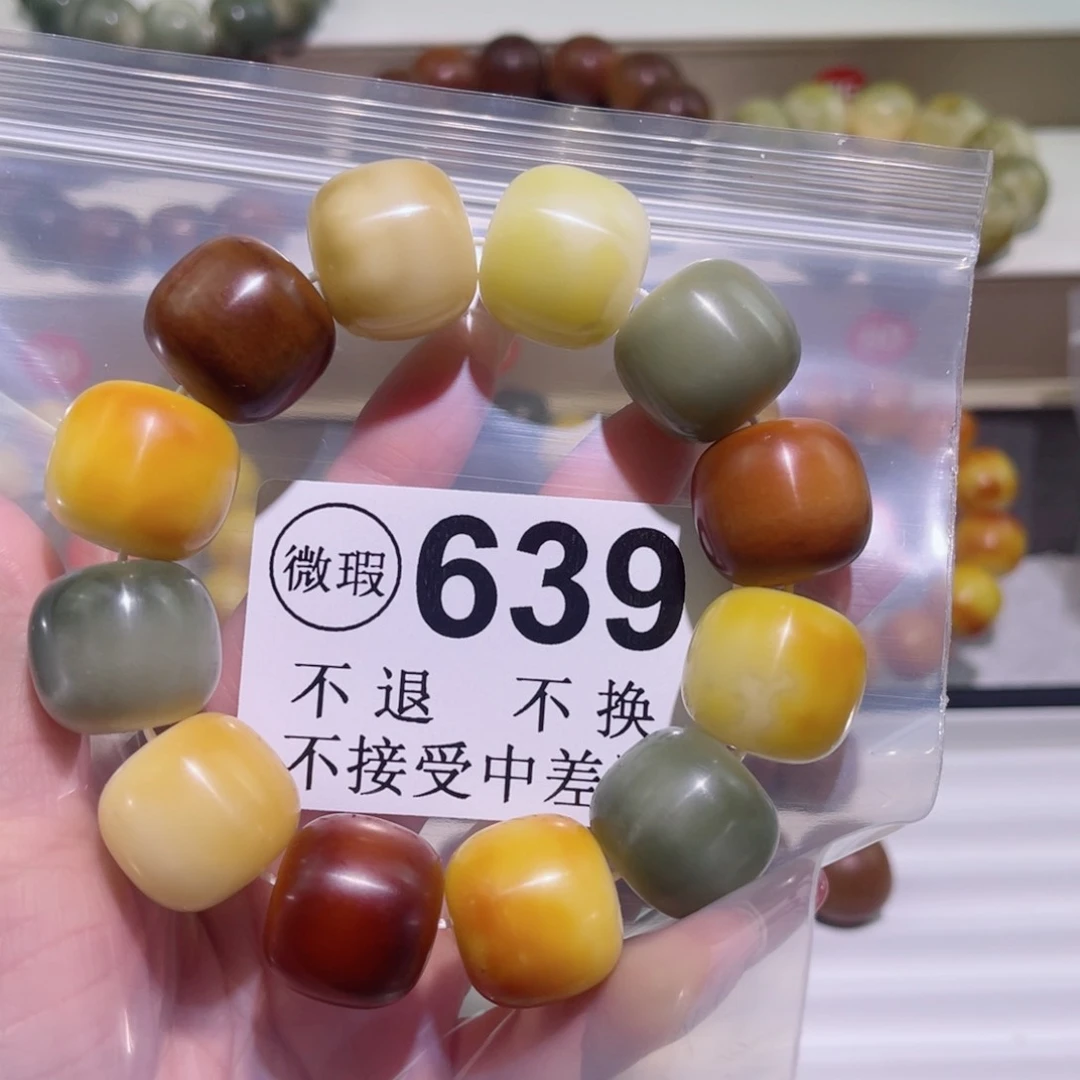 微瑕 639
不退 不换
不接受中差